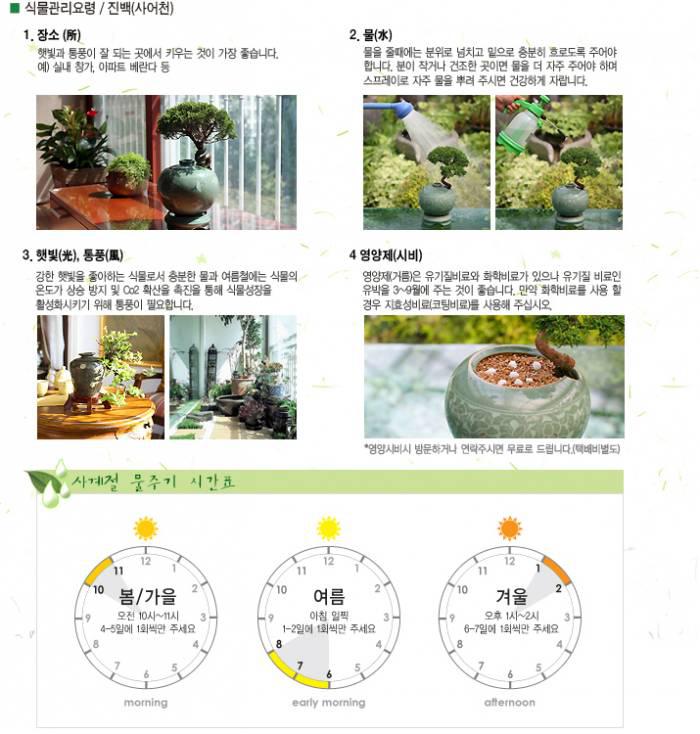 식물관리요령 / 진백(사어천)
1. 장소 (所)
햇빛과 통풍이 잘 되는 곳에서 키우는 것이 가장 좋습니다.
예) 실내 창가, 아파트 베란다 등
2. 물(水)
물을 줄때에는 분위로 넘치고 밑으로 충분히 흐르도록 주어야
합니다. 분이 작거나 건조한 곳이면 물을 더 자주 주어야 하며
스프레이로 자주 물을 뿌려 주시면 건강하게 자랍니다.
3. 햇빛(光), 통풍(風)
강한 햇빛을 좋아하는 식물로서 충분한 물과 여름철에는 식물의
온도가 상승 방지 및 Co2 확산을 촉진을 통해 식물성장을
활성화시키기 위해 통풍이 필요합니다.
4 영양제(시비)
영양제(거름)은 유기질비료와 화학비료가 있으나 유기질 비료인
유박을 3~9월에 주는 것이 좋습니다. 만약 화학비료를 사용 할
경우 지효성비료(코팅비료)를 사용해 주십시오.
*영양시비시 방문하거나 연락주시면 무료로 드립니다.(택배비별도)
사계절 물주기 시간표
12
11
1
10
2
9
3
8
4
7
5
6
봄/가을
오전 10시~11시
4-5일에 1회씩만 주세요
morning
12
11
1
10
2
9
3
8
4
7
5
6
여름
아침 일찍
1-2일에 1회씩만 주세요
early morning
12
11
1
10
2
9
3
8
4
7
5
6
겨울
오후 1시~2시
6-7일에 1회씩만 주세요
afternoon